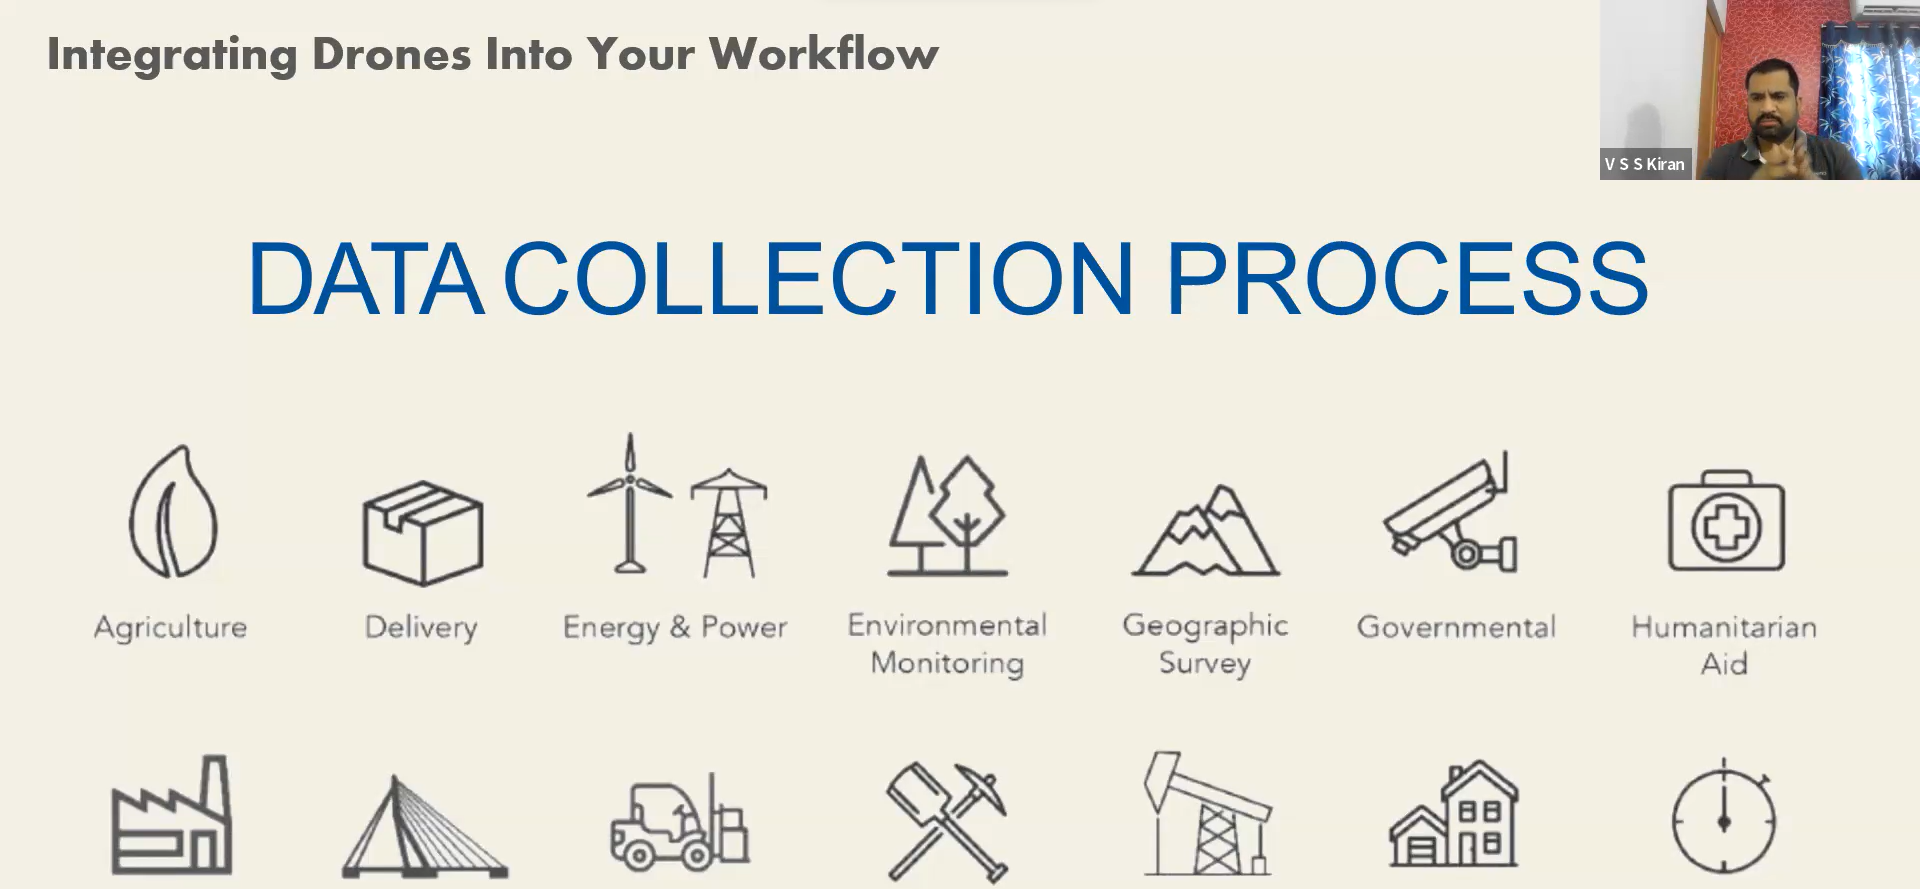 Integrating Drones Into Your Workflow
V S S Kiran
DATA COLLECTION PROCESS
Agriculture
Delivery
Energy & Power
Environmental
Monitoring
Geographic
Survey
Governmental
Humanitarian
Aid